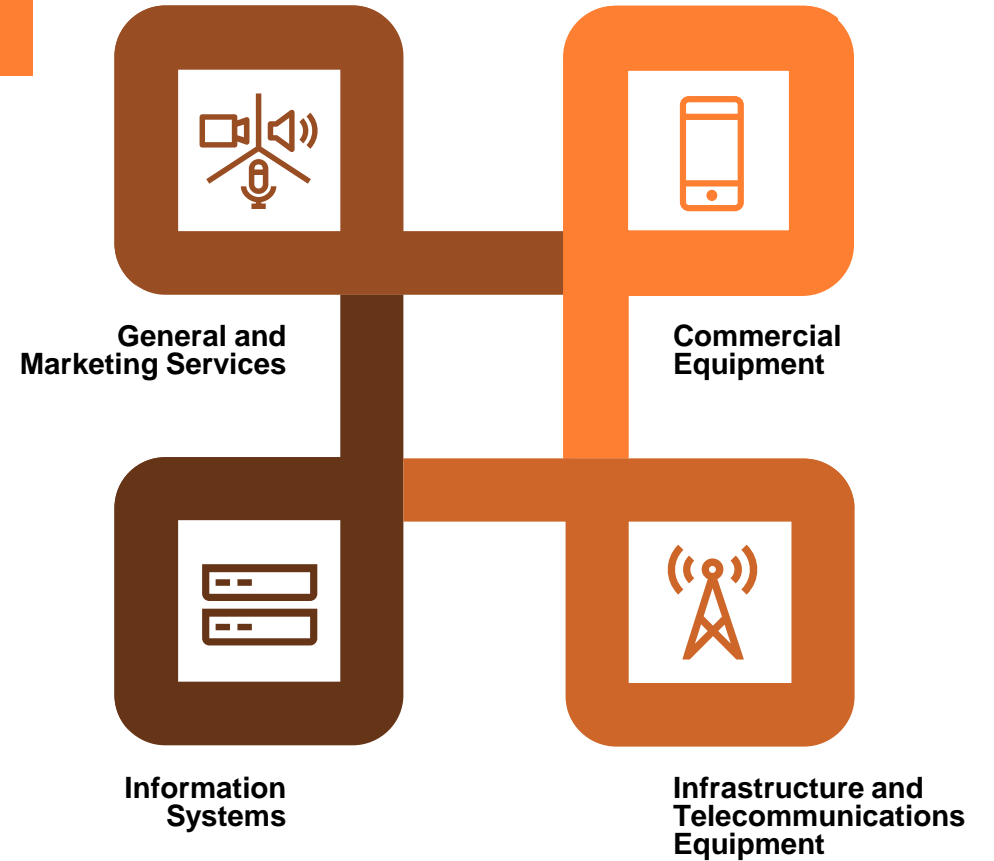 General and
Marketing Services
Commercial
Equipment
Information
Systems
Infrastructure and
Telecommunications
Equipment